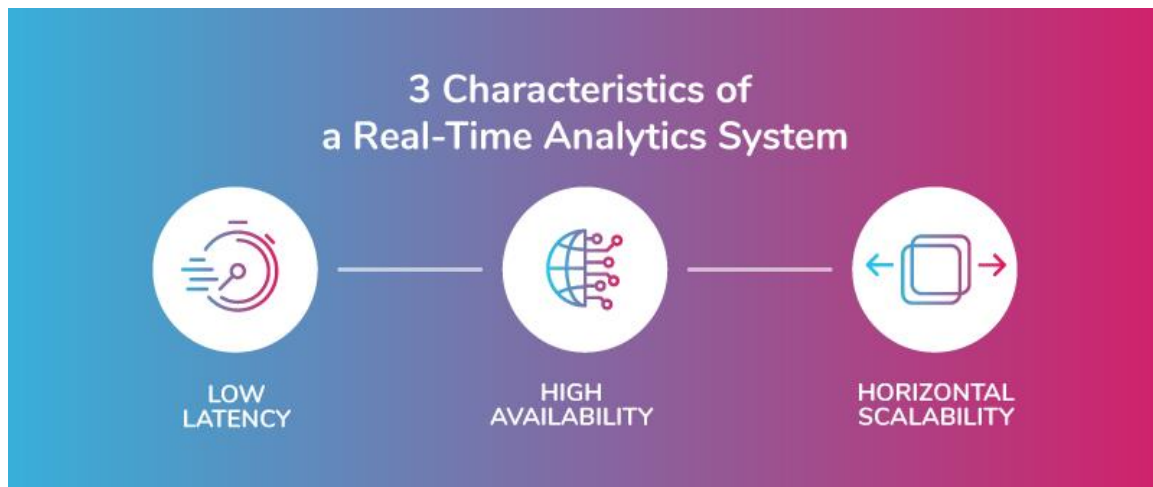 3 Characteristics of
a Real-Time Analytics System
LOW
LATENCY
HIGH
AVAILABILITY
HORIZONTAL
SCALABILITY